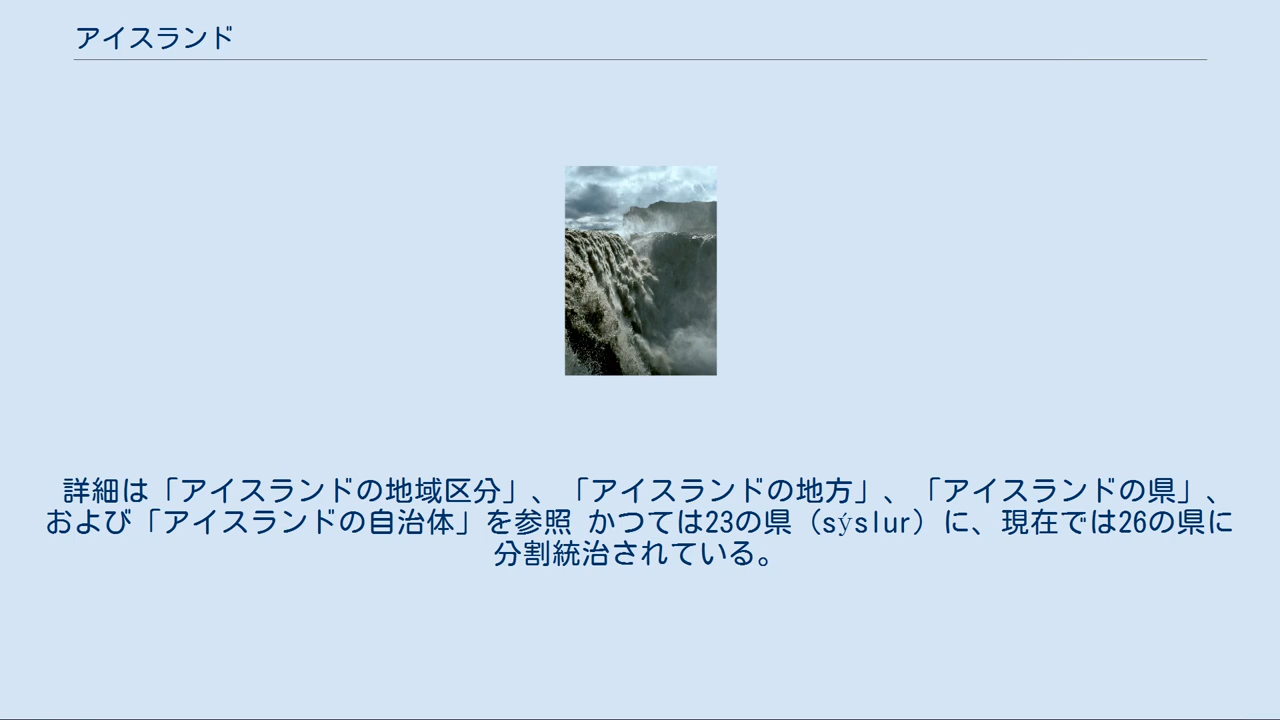 アイスランド
詳細は「アイスランドの地域区分」、「アイスランドの地方」、「アイスランドの県」、
および「アイスランドの自治体」を参照 かつては23の県（sýslur）に、現在では26の県に
分割統治されている。